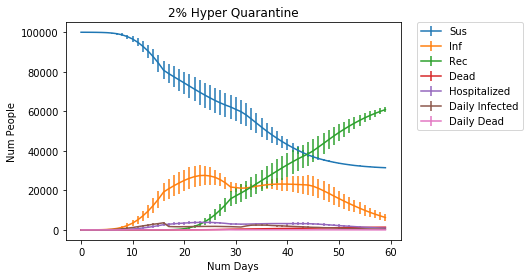 2% Hyper Quarantine
100000
80000
60000
40000
20000
0
Num People
0 10 20 30 40 50 60
Num Days
Sus
Inf
Rec
Dead
Hospitalized
Daily Infected
Daily Dead